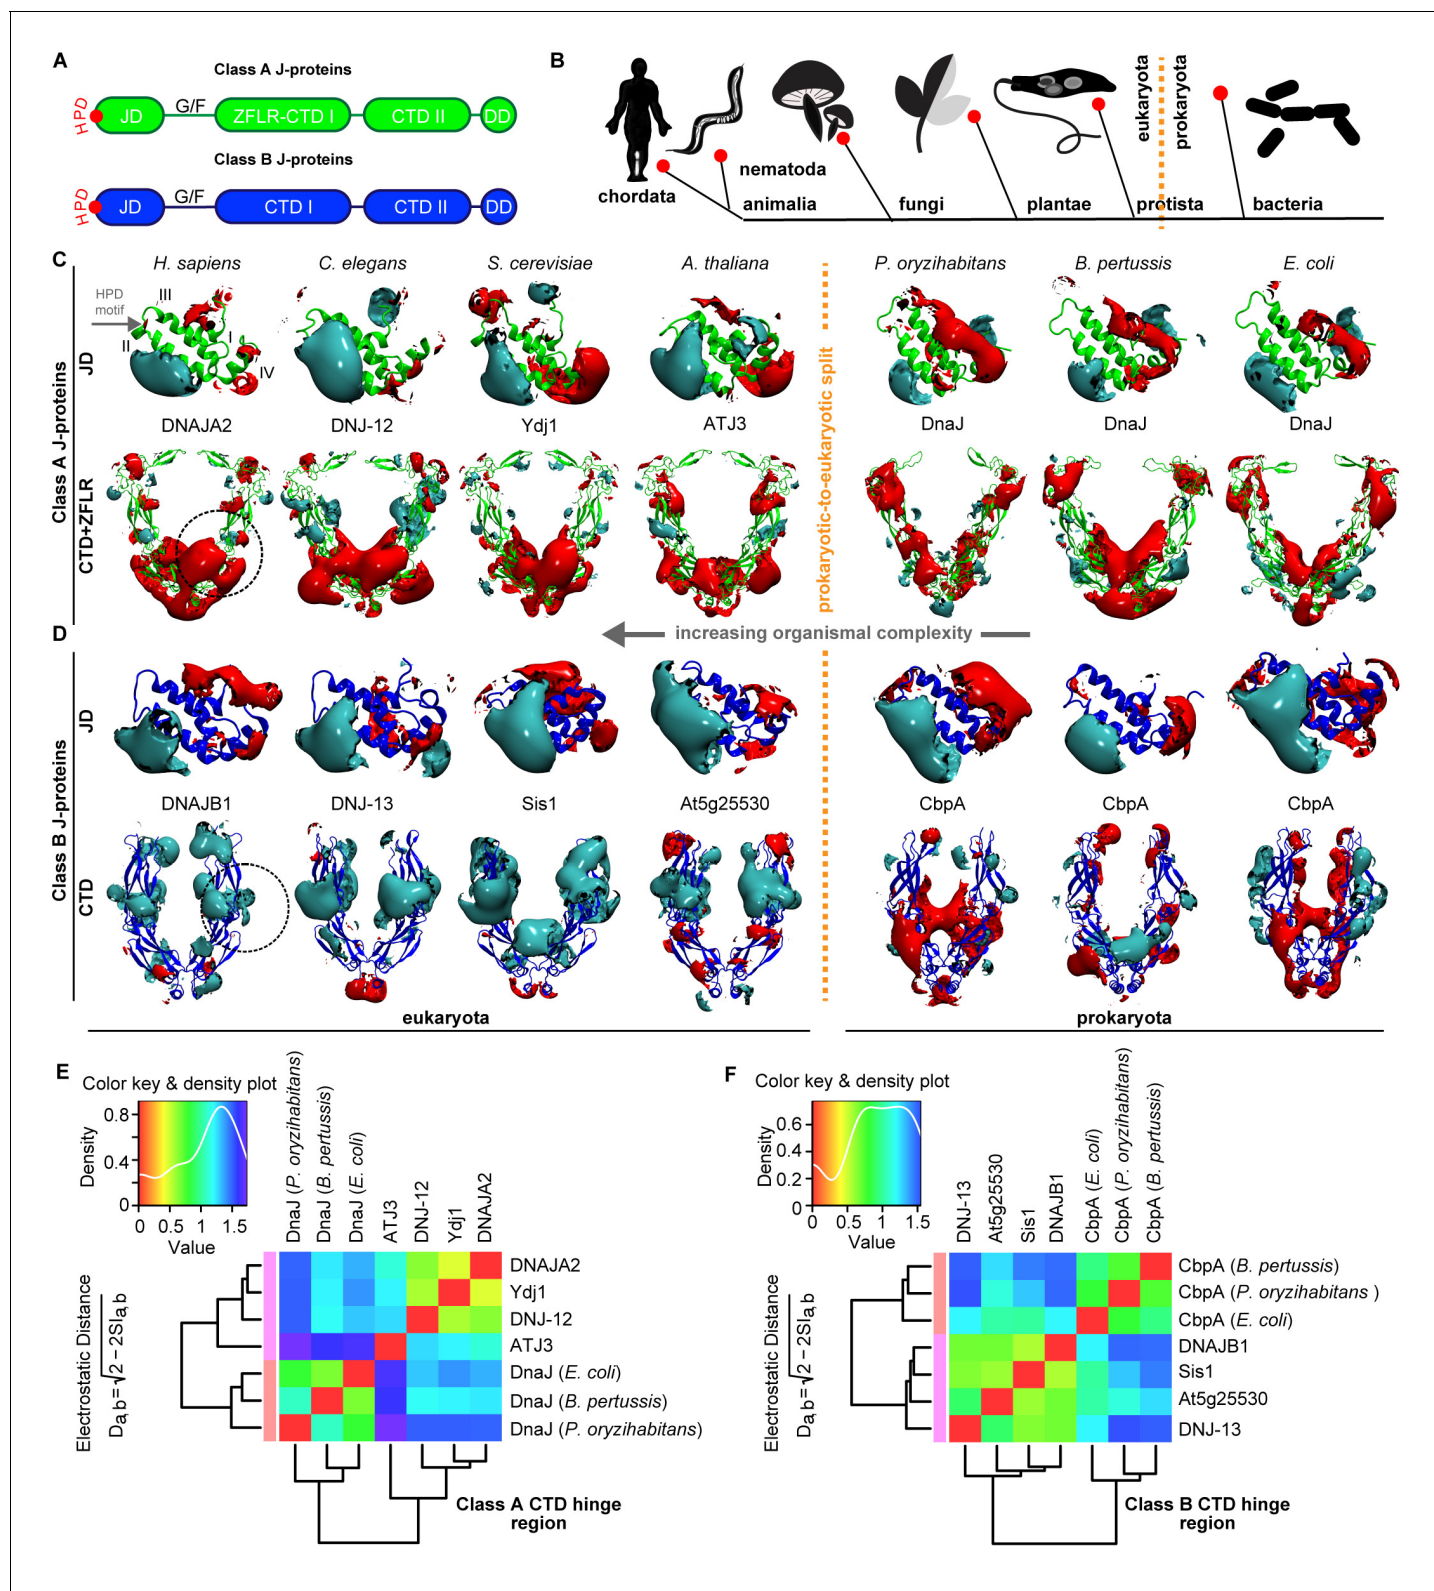 A
Class A J-proteins
HPD
JD
G/F
ZFLR-CTD I
CTD II
DD
Class B J-proteins
HPD
JD
G/F
CTD I
CTD II
DD
B
eukaryota
prokaryota
chordata
nematoda
animalia
fungi
plantae
protista
bacteria
C
H. sapiens
C. elegans
S. cerevisiae
A. thaliana
P. oryzihabitans
B. pertussis
E. coli
HPD
motif
III
II
I
IV
Class A J-proteins
JD
CTD+ZFLR
DNAJA2
DNJ-12
Ydj1
ATJ3
DnaJ
DnaJ
DnaJ
prokaryotic-to-eukaryotic split
increasing organismal complexity
D
Class B J-proteins
JD
CTD
DNAJB1
DNJ-13
Sis1
At5g25530
CbpA
CbpA
CbpA
eukaryota
prokaryota
E
Color key & density plot
Density
0.8
0.4
0
0
0.5
1
1.5
Value
DnaJ (P. oryzihabitans)
DnaJ (B. pertussis)
DnaJ (E. coli)
ATJ3
DNJ-12
Ydj1
DNAJA2
Electrostatic Distance
Da,b=√2 – 2SIa,b
DNAJA2
Ydj1
DNJ-12
ATJ3
DnaJ (E. coli)
DnaJ (B. pertussis)
DnaJ (P. oryzihabitans)
Class A CTD hinge
region
F
Color key & density plot
Density
0.6
0.4
0.2
0
0
0.5
1
1.5
Value
DNJ-13
At5g25530
Sis1
DNAJB1
CbpA (E. coli)
CbpA (P. oryzihabitans)
CbpA (B. pertussis)
Electrostatic Distance
Da,b=√2 – 2SIa,b
CbpA (B. pertussis)
CbpA (P. oryzihabitans )
CbpA (E. coli)
DNAJB1
Sis1
At5g25530
DNJ-13
Class B CTD hinge
region